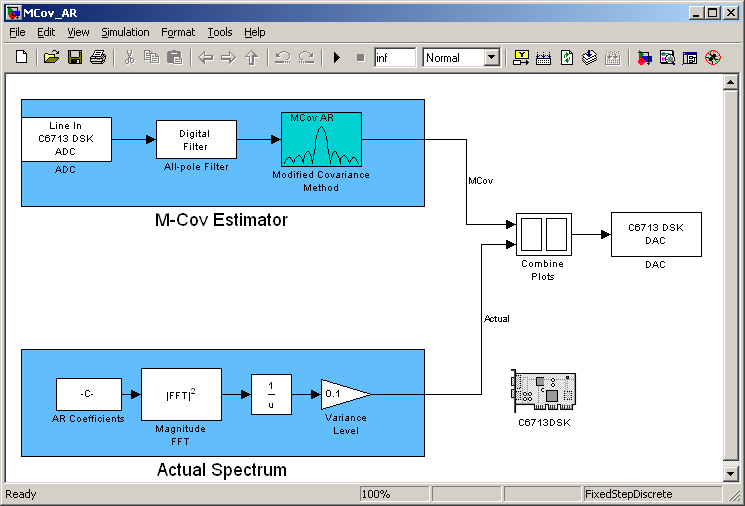 MCov_AR
File Edit View Simulation Format Tools Help
inf Normal
MCov AR
Line In
C6713 DSK
ADC
ADC
Digital
Filter
All-pole Filter
Modified Covariance
Method
M-Cov Estimator
MCov
C6713 DSK
DAC
DAC
Combine
Plots
Actual
-C-
AR Coefficients
|FFT|²
Magnitude
FFT
1
u
0.1
Variance
Level
C6713DSK
Actual Spectrum
Ready 100% FixedStepDiscrete